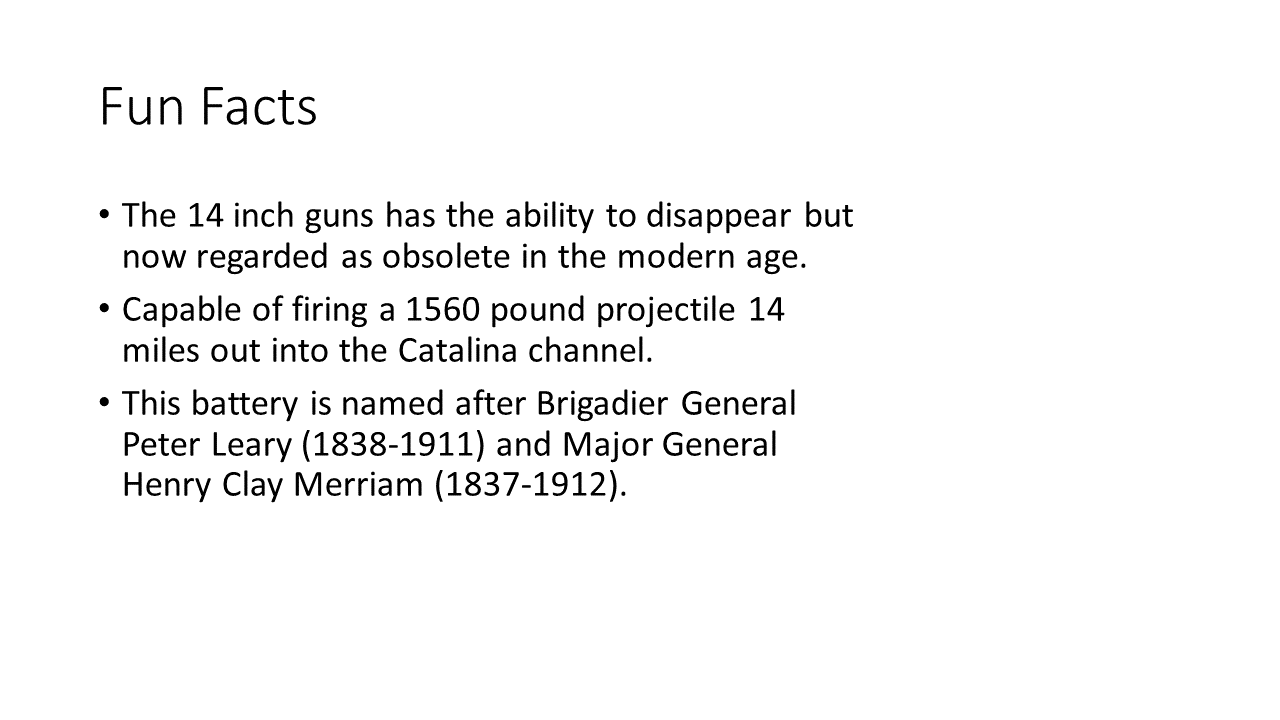 Fun Facts
• The 14 inch guns has the ability to disappear but
now regarded as obsolete in the modern age.
• Capable of firing a 1560 pound projectile 14
miles out into the Catalina channel.
• This battery is named after Brigadier General
Peter Leary (1838-1911) and Major General
Henry Clay Merriam (1837-1912).